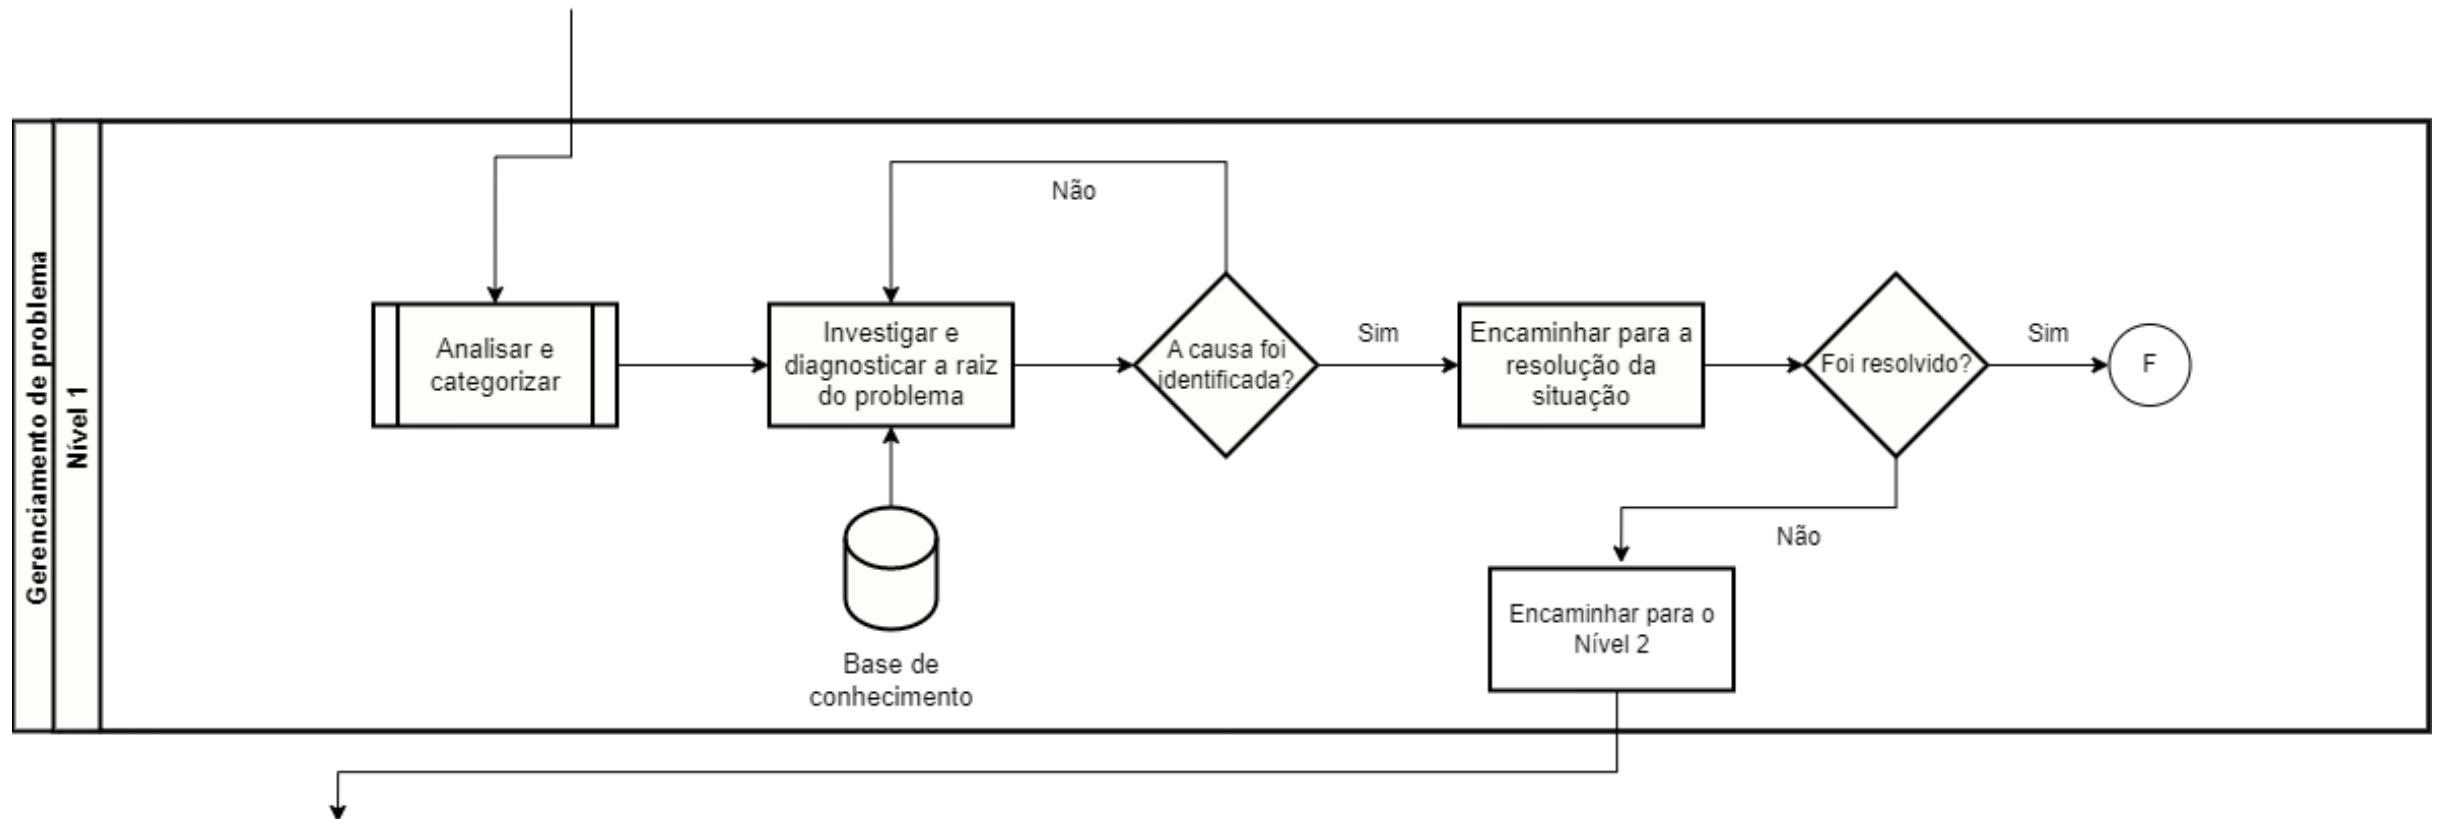 Gerenciamento de problema
Nível 1
Não
Analisar e
categorizar
Investigar e
diagnosticar a raiz
do problema
A causa foi
identificada?
Sim
Encaminhar para a
resolução da
situação
Foi resolvido?
Sim
F
Não
Encaminhar para o
Nível 2
Base de
conhecimento